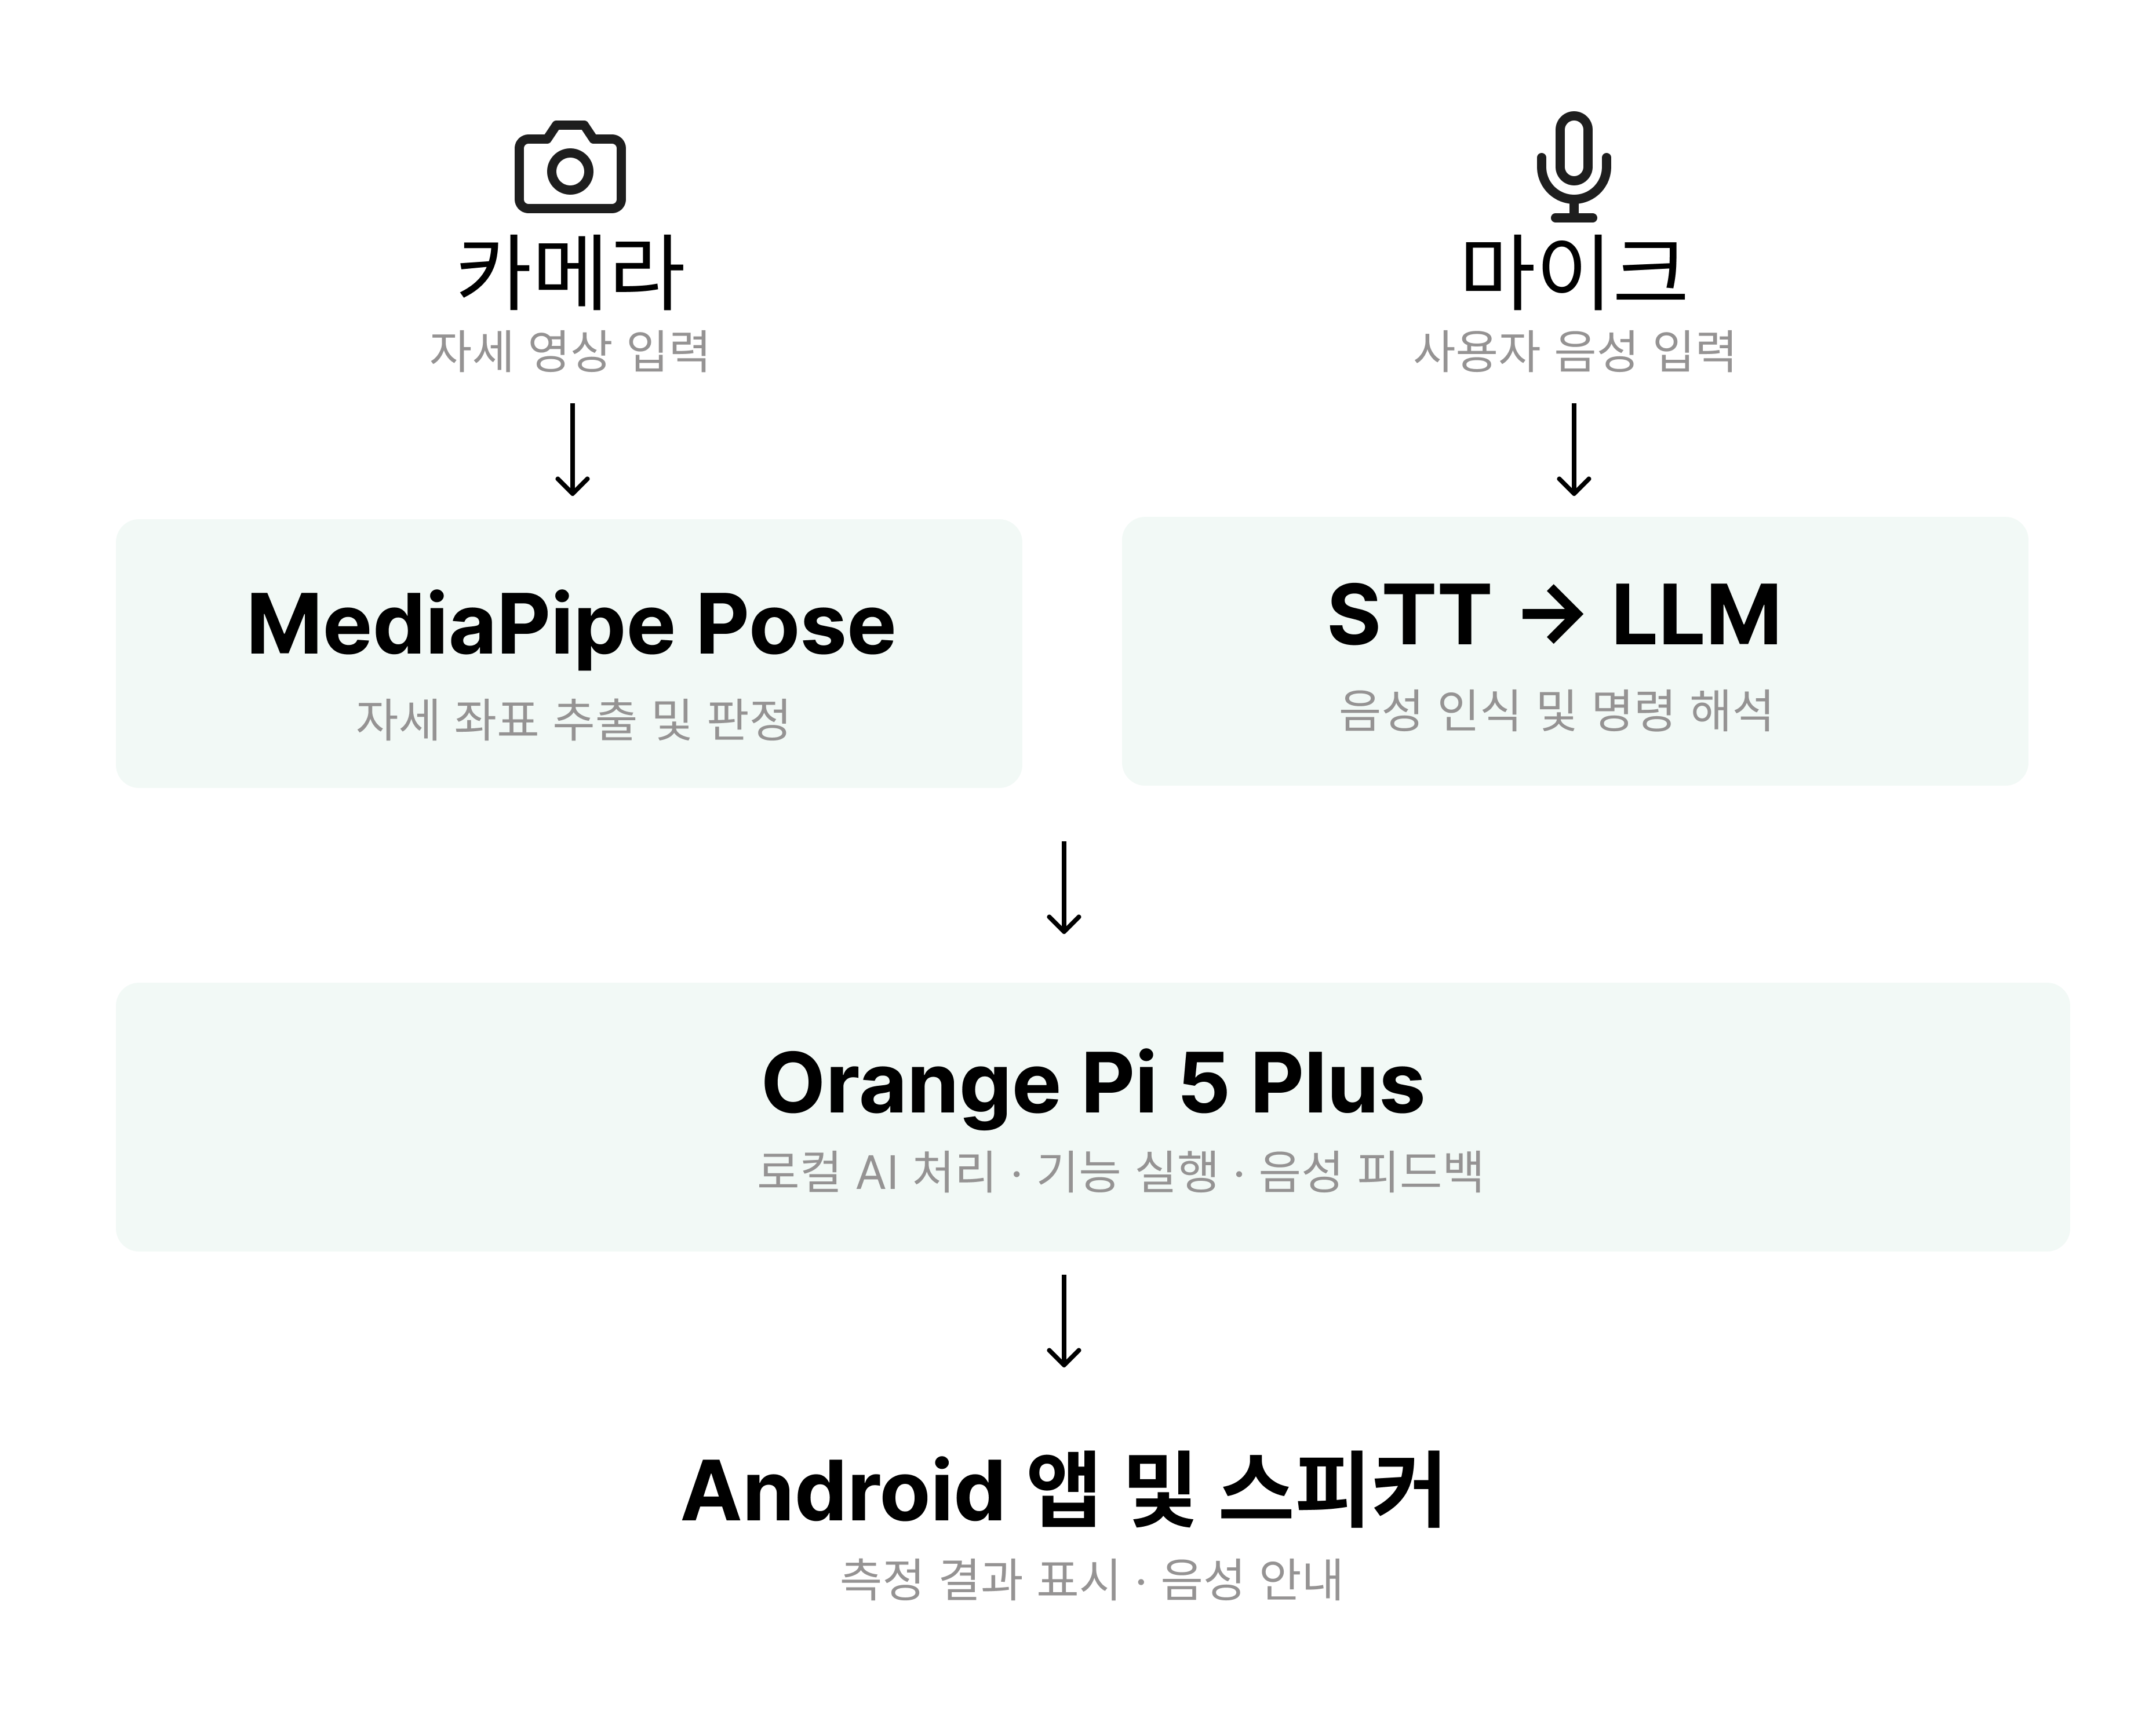 카메라
자세 영상 입력
마이크
사용자 음성 입력
MediaPipe Pose
자세 좌표 추출 및 판정
STT → LLM
음성 인식 및 명령 해석
Orange Pi 5 Plus
로컬 AI 처리 · 기능 실행 · 음성 피드백
Android 앱 및 스피커
측정 결과 표시 · 음성 안내